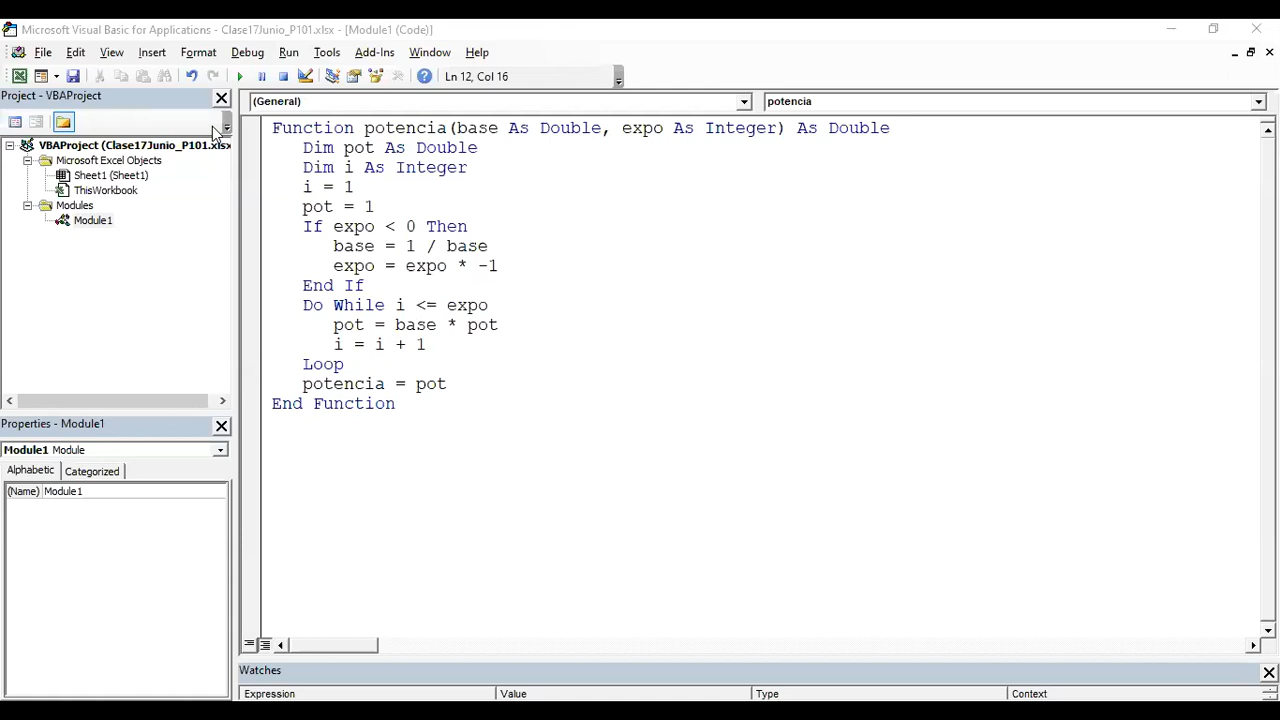 Microsoft Visual Basic for Applications - Clase17Junio_P101.xlsx - [Module1 (Code)]
File Edit View Insert Format Debug Run Tools Add-Ins Window Help
Ln 12, Col 16
Project - VBAProject
(General)
potencia
VBAProject (Clase17Junio_P101.xlsx
Microsoft Excel Objects
Sheet1 (Sheet1)
ThisWorkbook
Modules
Module1
Function potencia(base As Double, expo As Integer) As Double
Dim pot As Double
Dim i As Integer
i = 1
pot = 1
If expo < 0 Then
base = 1 / base
expo = expo * -1
End If
Do While i <= expo
pot = base * pot
i = i + 1
Loop
potencia = pot
End Function
Properties - Module1
Module1 Module
Alphabetic Categorized
(Name) Module1
Watches
Expression Value Type Context